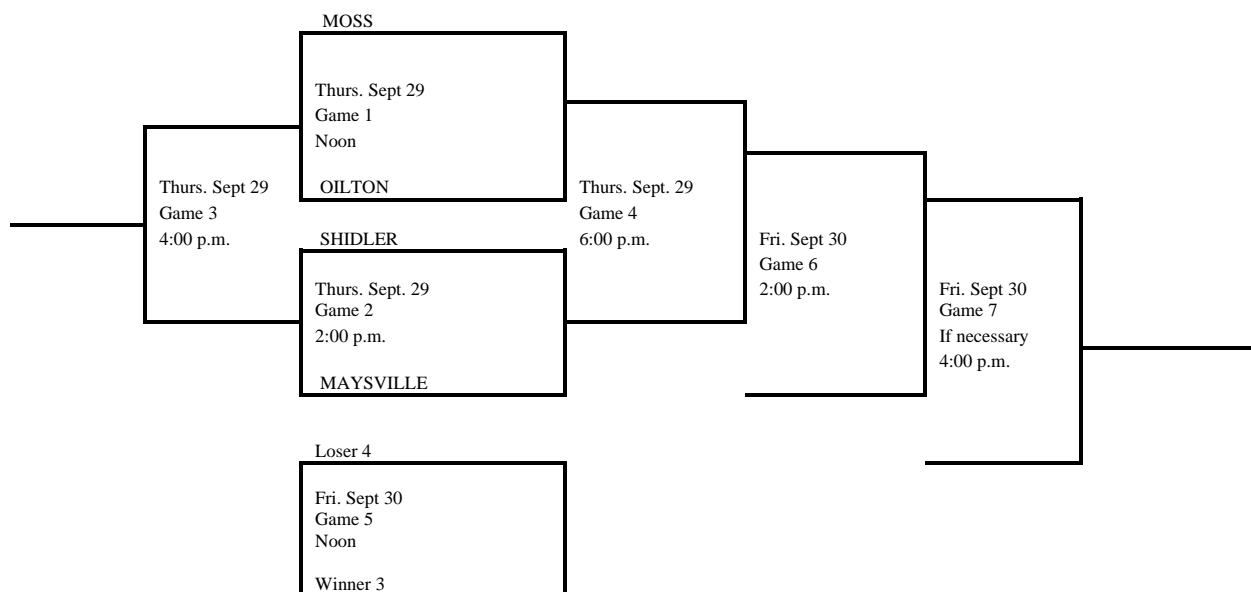 MOSS
Thurs. Sept 29
Game 1
Noon
OILTON
Thurs. Sept 29
Game 3
4:00 p.m.
SHIDLER
Thurs. Sept. 29
Game 2
2:00 p.m.
MAYSVILLE
Thurs. Sept. 29
Game 4
6:00 p.m.
Fri. Sept 30
Game 6
2:00 p.m.
Fri. Sept 30
Game 7
If necessary
4:00 p.m.
Loser 4
Fri. Sept 30
Game 5
Noon
Winner 3